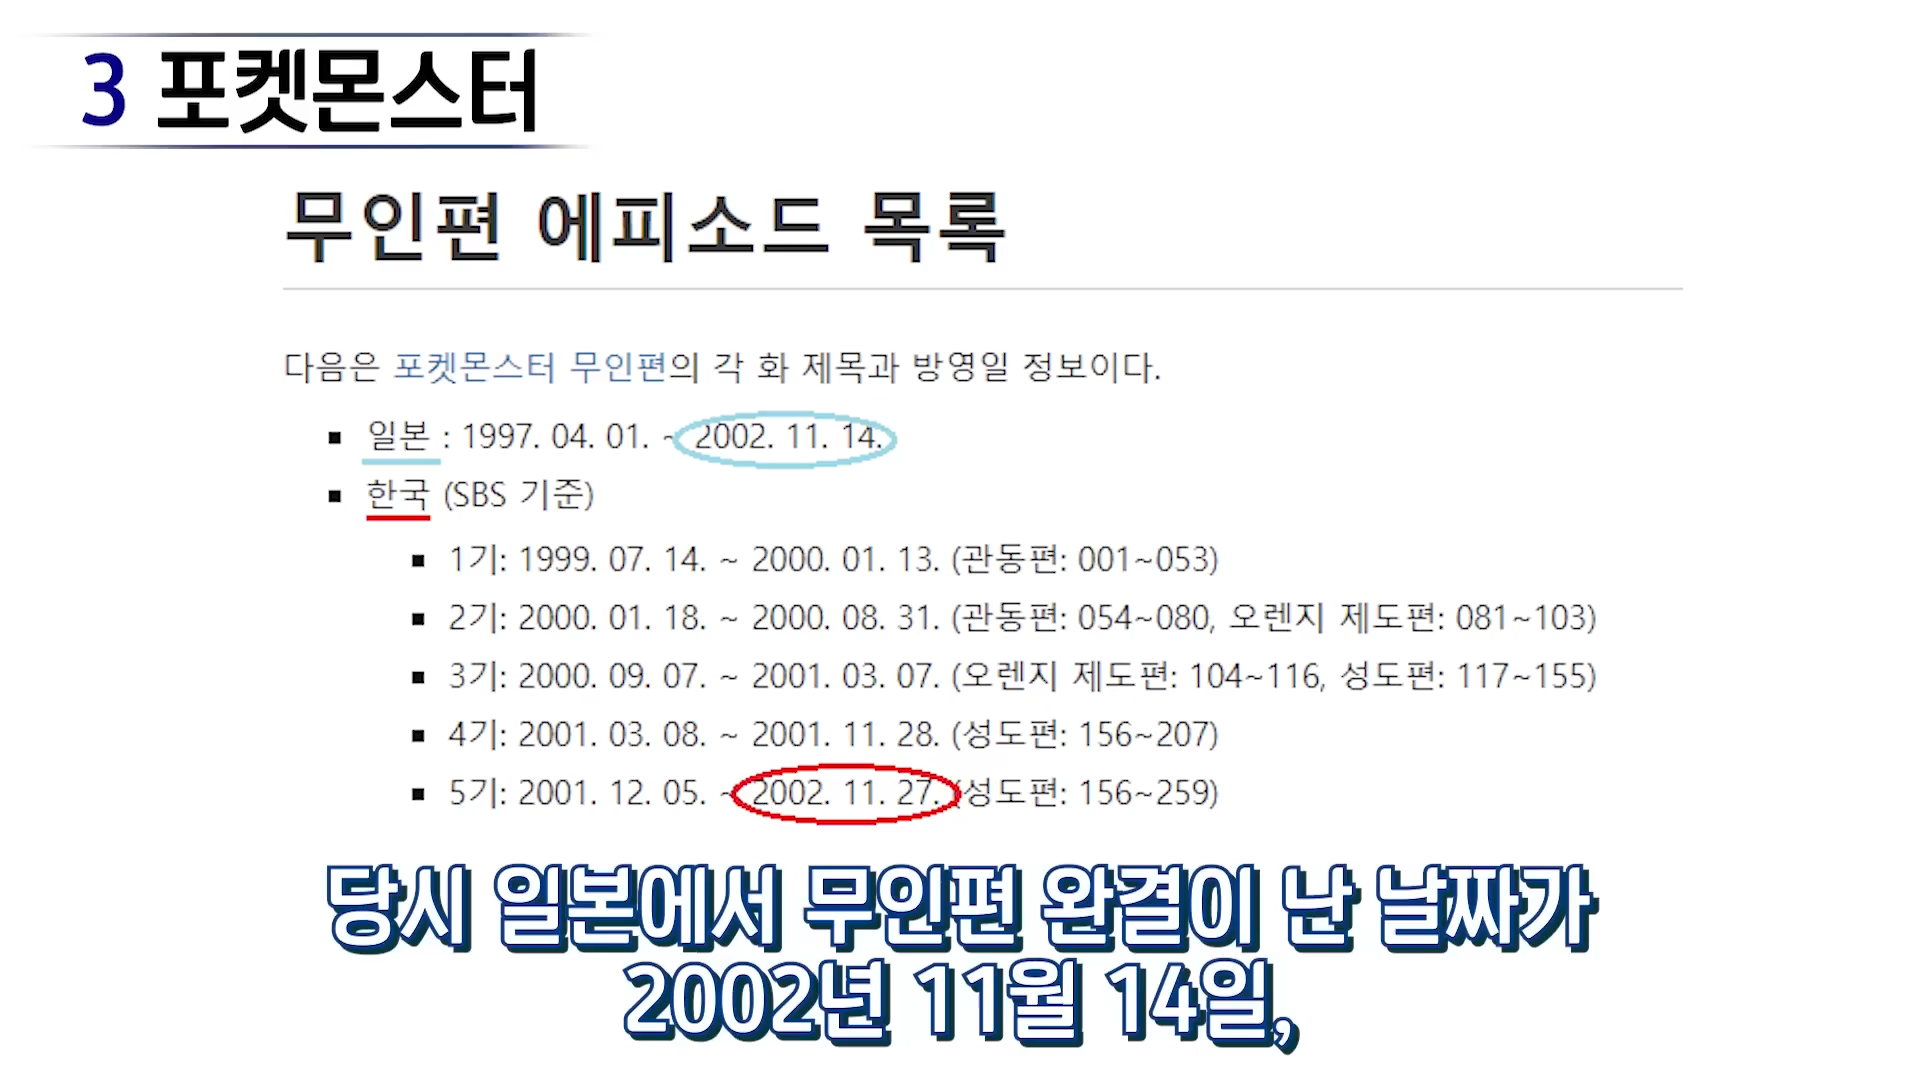 3 포켓몬스터
무인편 에피소드 목록
다음은 포켓몬스터 무인편의 각 화 제목과 방영일 정보이다.
일본 : 1997. 04. 01. ~ 2002. 11. 14.
한국 (SBS 기준)
1기: 1999. 07. 14. ~ 2000. 01. 13. (관동편: 001~053)
2기: 2000. 01. 18. ~ 2000. 08. 31. (관동편: 054~080, 오렌지 제도편: 081~103)
3기: 2000. 09. 07. ~ 2001. 03. 07. (오렌지 제도편: 104~116, 성도편: 117~155)
4기: 2001. 03. 08. ~ 2001. 11. 28. (성도편: 156~207)
5기: 2001. 12. 05. ~ 2002. 11. 27. (성도편: 156~259)
당시 일본에서 무인편 완결이 난 날짜가
2002년 11월 14일,